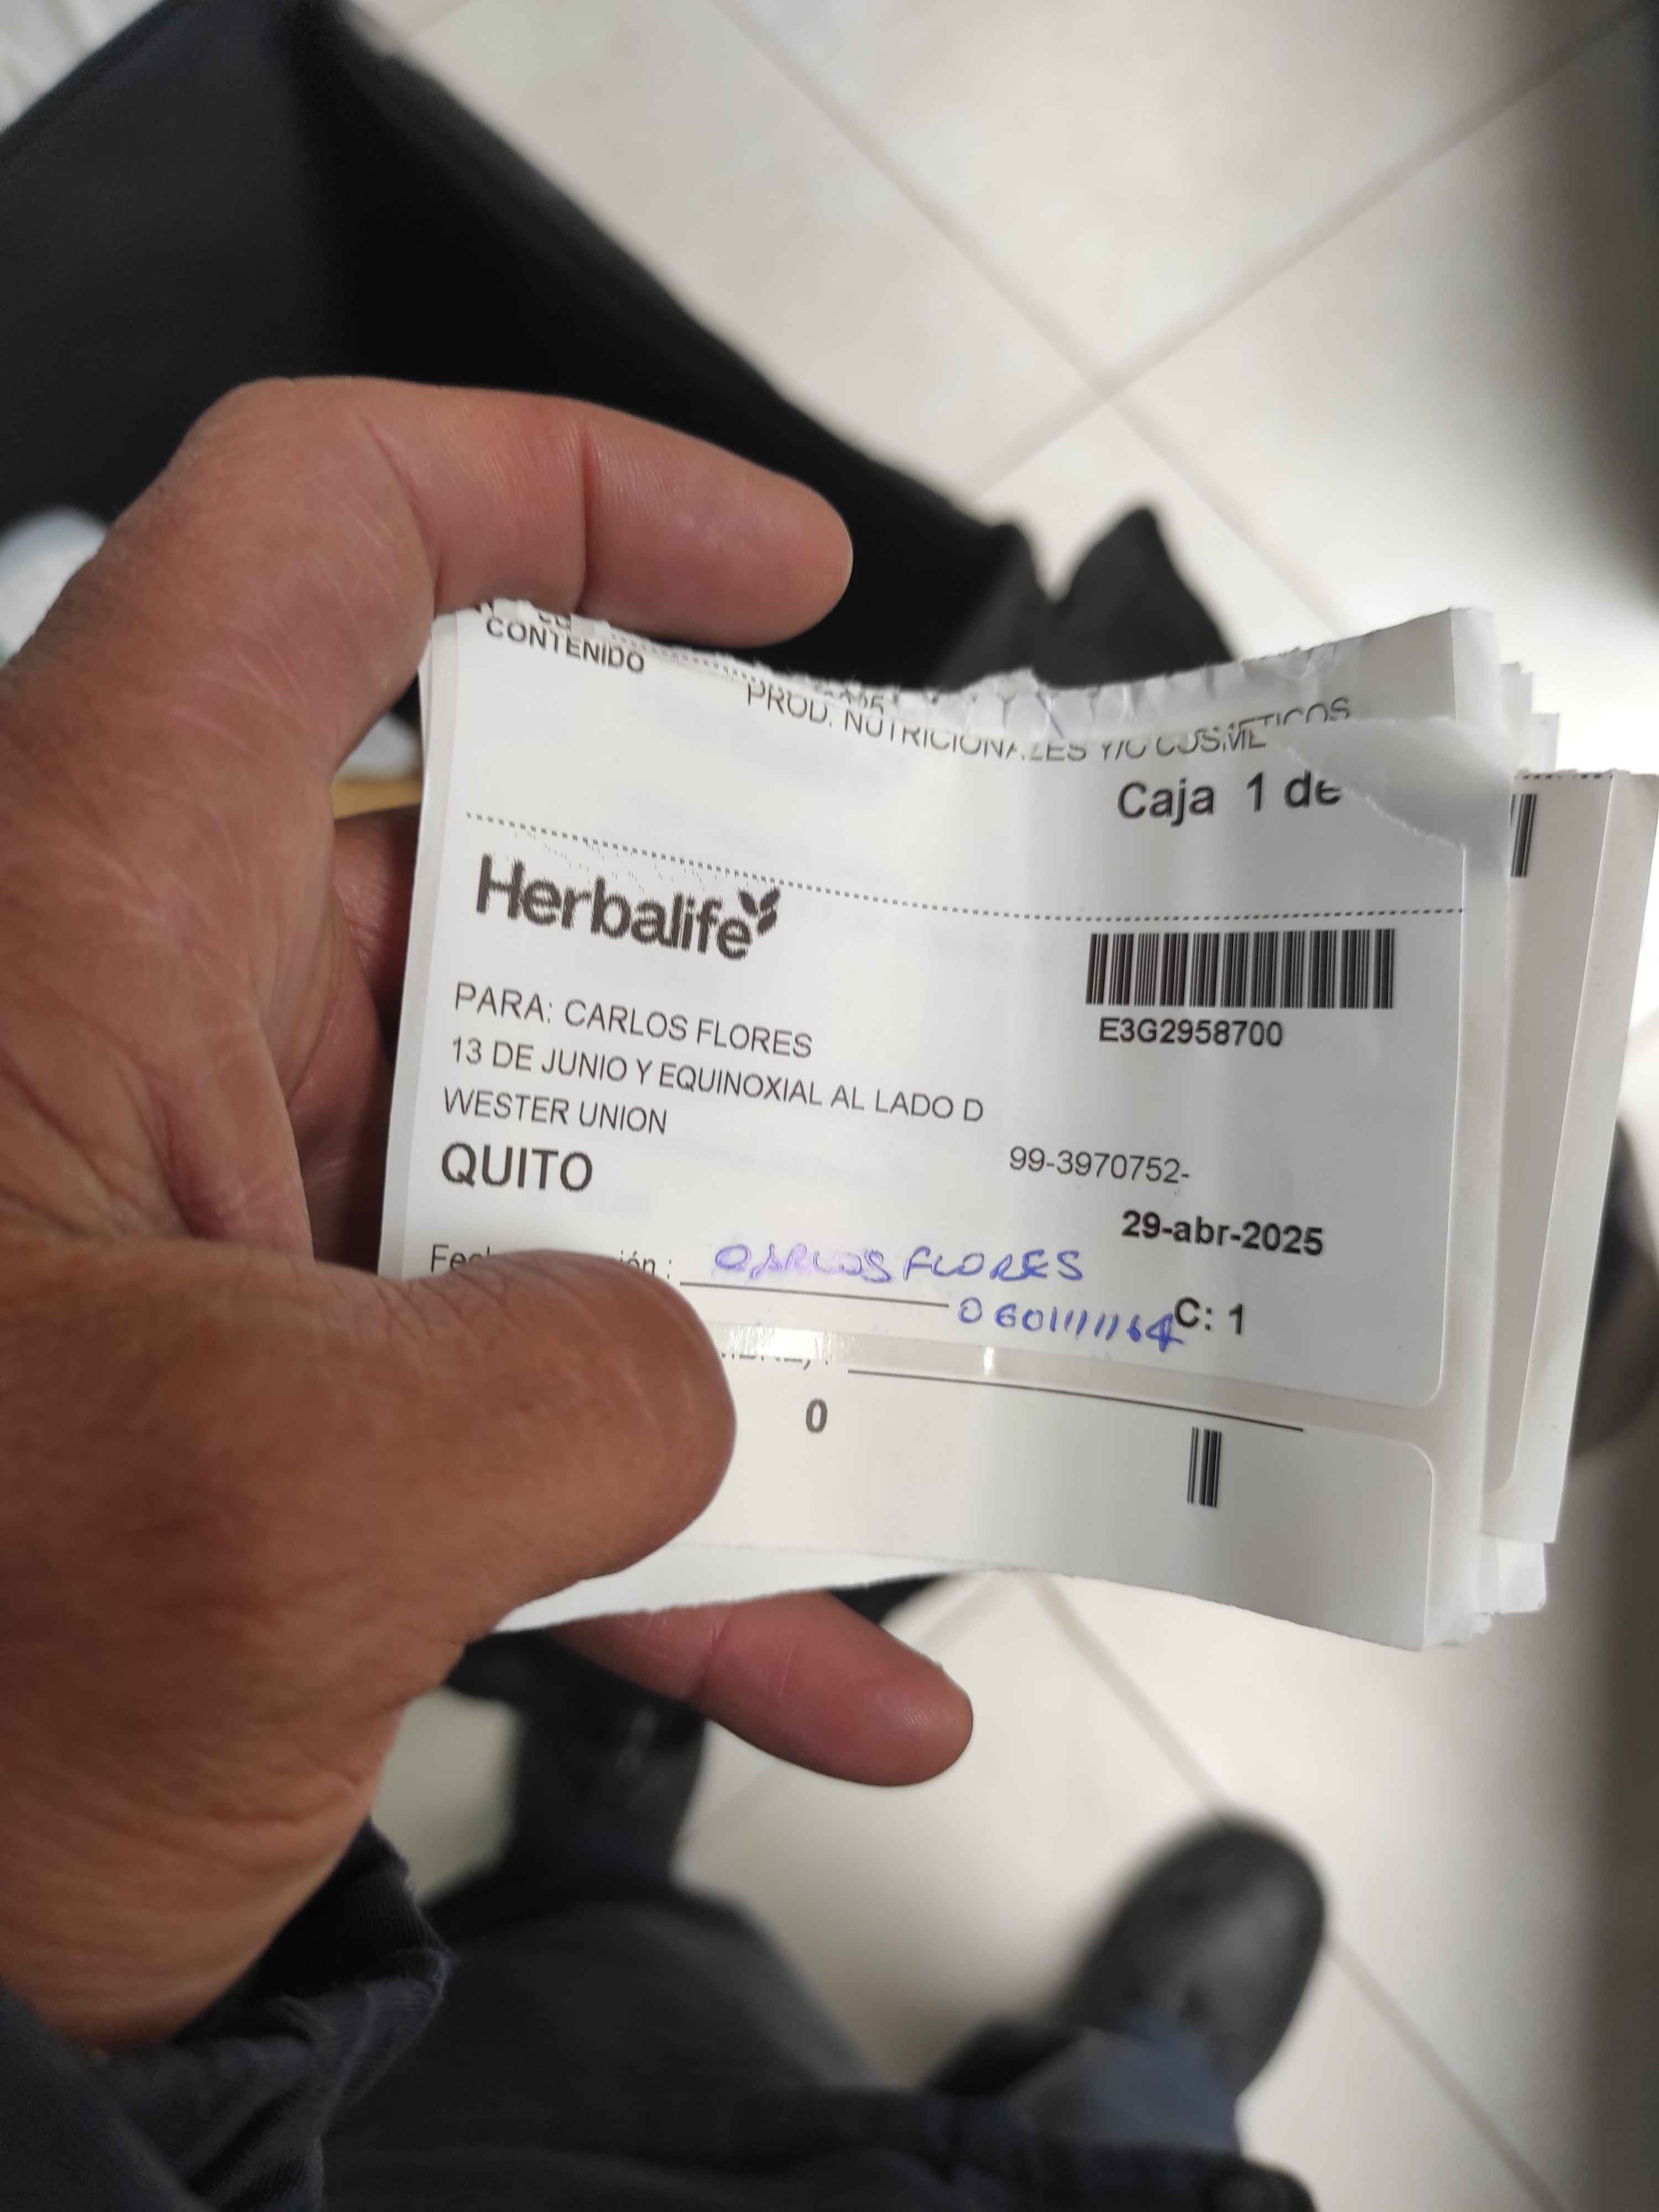 CONTENIDO
PROD. NUTRICIONALES Y/O COSMETICOS
Caja 1 de
Herbalife
E3G2958700
PARA: CARLOS FLORES
13 DE JUNIO Y EQUINOXIAL AL LADO D
WESTER UNION
99-3970752-
QUITO
29-abr-2025
CARLOS FLORES
C: 1
0